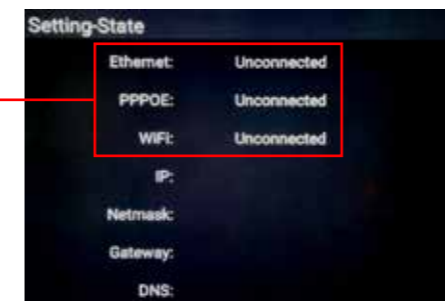 Setting-State
Ethernet: Unconnected
PPPOE: Unconnected
WiFi: Unconnected
IP:
Netmask:
Gateway:
DNS: